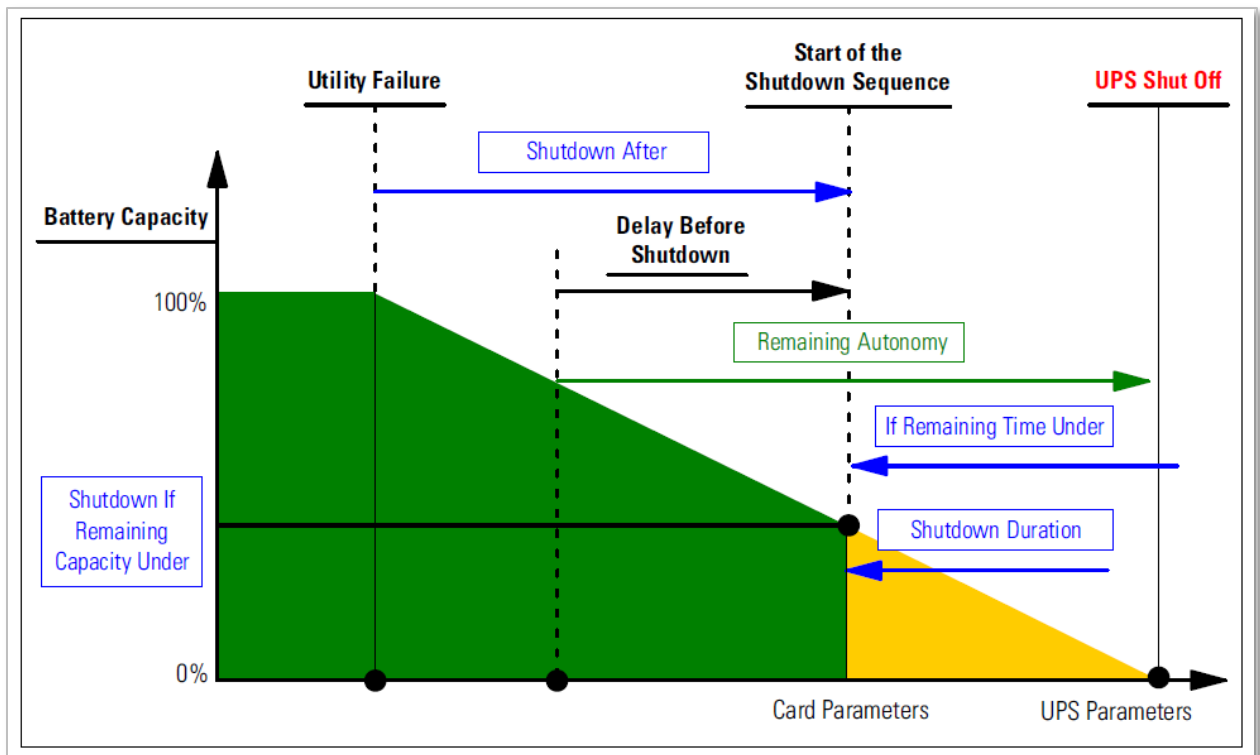 Utility Failure
Start of the
Shutdown Sequence
UPS Shut Off
Shutdown After
Battery Capacity
Delay Before
Shutdown
100%
Remaining Autonomy
If Remaining Time Under
Shutdown If
Remaining
Capacity Under
Shutdown Duration
0%
Card Parameters
UPS Parameters